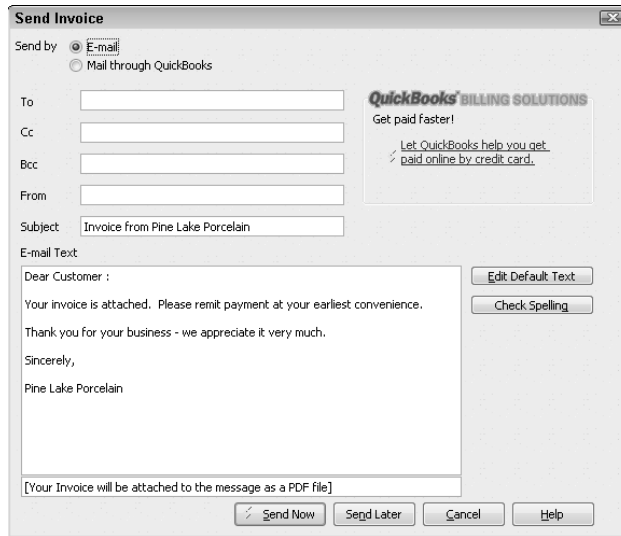 Send Invoice
Send by E-mail
Mail through QuickBooks
To
Cc
Bcc
From
Subject Invoice from Pine Lake Porcelain
QuickBooks BILLING SOLUTIONS
Get paid faster!
Let QuickBooks help you get
paid online by credit card.
E-mail Text
Dear Customer :
Your invoice is attached. Please remit payment at your earliest convenience.
Thank you for your business - we appreciate it very much.
Sincerely,
Pine Lake Porcelain
Edit Default Text
Check Spelling
[Your Invoice will be attached to the message as a PDF file]
Send Now Send Later Cancel Help